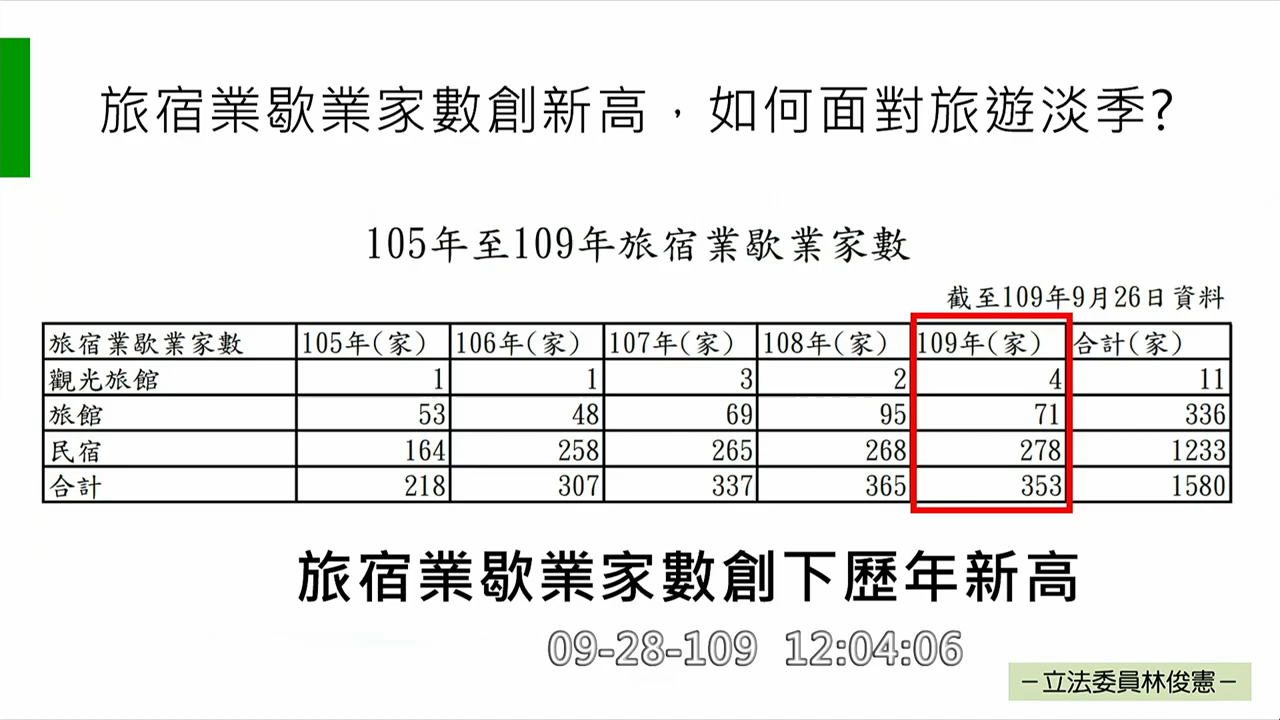 旅宿業歇業家數創新高，如何面對旅遊淡季?
105年至109年旅宿業歇業家數
截至109年9月26日資料
旅宿業歇業家數 105年(家) 106年(家) 107年(家) 108年(家) 109年(家) 合計(家)
觀光旅館 1 1 3 2 4 11
旅館 53 48 69 95 71 336
民宿 164 258 265 268 278 1233
合計 218 307 337 365 353 1580
旅宿業歇業家數創下歷年新高
09-28-109 12:04:06
－立法委員林俊憲－